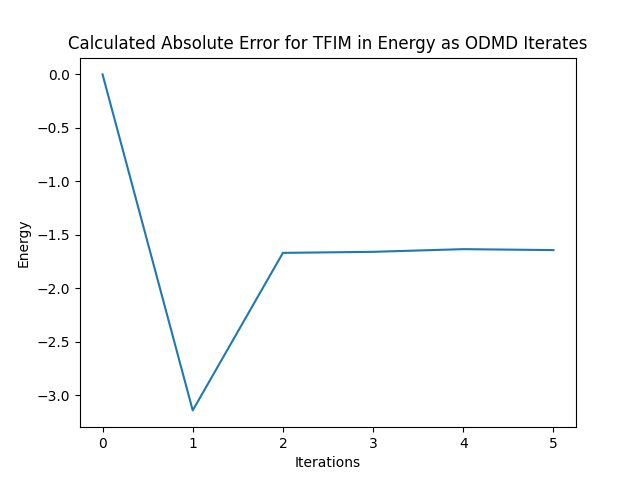 Calculated Absolute Error for TFIM in Energy as ODMD Iterates
0.0
−0.5
−1.0
−1.5
−2.0
−2.5
−3.0
Energy
0 1 2 3 4 5
Iterations